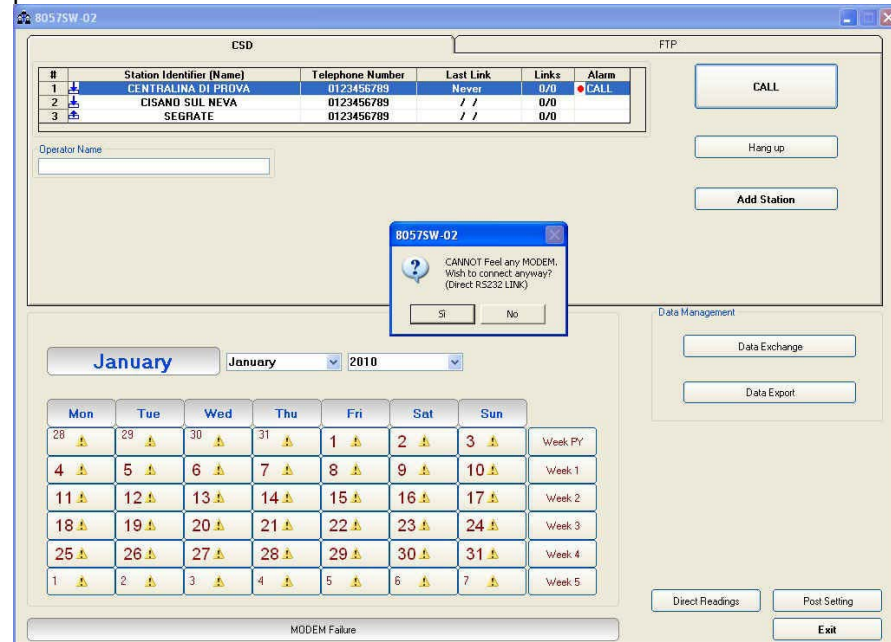 8057SW-02
CSD FTP
# Station Identifier (Name) Telephone Number Last Link Links Alarm
1 CENTRALINA DI PROVA 0123456789 Never 0/0 CALL
2 CISANO SUL NEVA 0123456789 / / 0/0
3 SEGRATE 0123456789 / / 0/0
CALL
Operator Name
Hang up
Add Station
8057SW-02
CANNOT Feel any MODEM.
Wish to connect anyway?
(Direct RS232 LINK)
Sì No
Data Management
January January 2010
Data Exchange
Data Export
Mon Tue Wed Thu Fri Sat Sun
28 29 30 31 1 2 3 Week PY
4 5 6 7 8 9 10 Week 1
11 12 13 14 15 16 17 Week 2
18 19 20 21 22 23 24 Week 3
25 26 27 28 29 30 31 Week 4
1 2 3 4 5 6 7 Week 5
Direct Readings Post Setting
MODEM Failure Exit